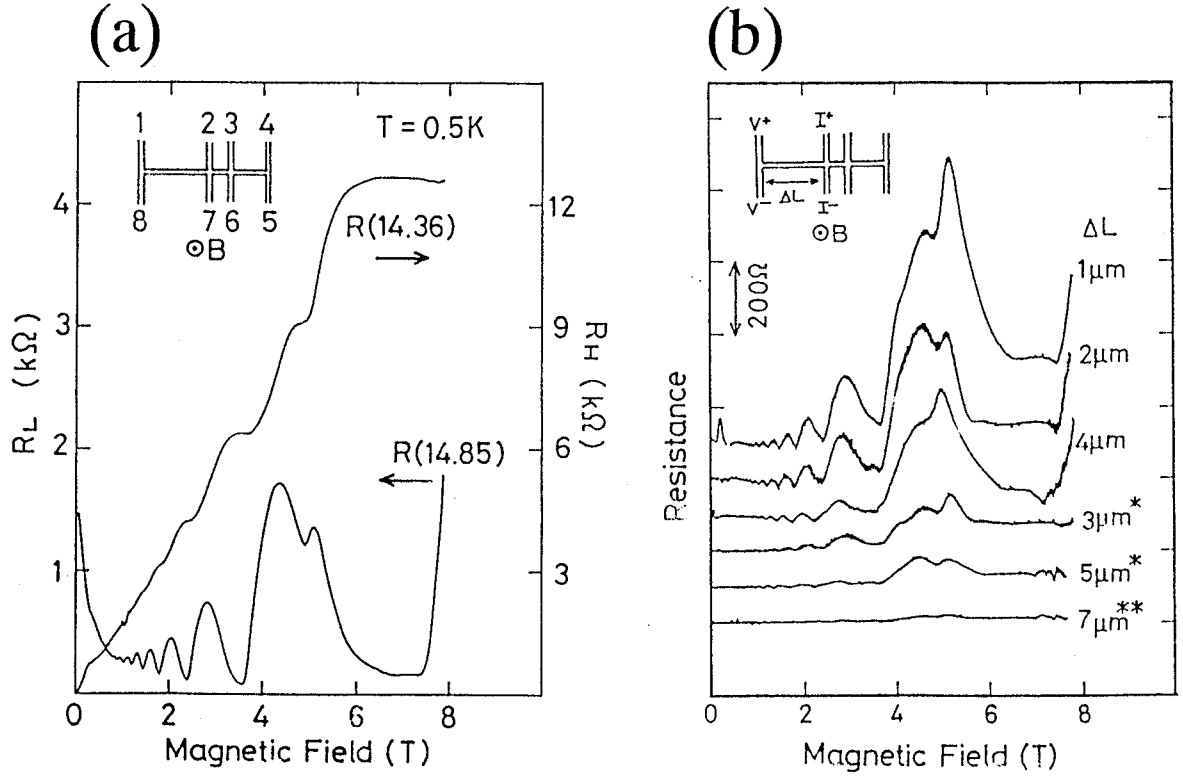 (a)
1 2 3 4
8 7 6 5
⊙B
T = 0.5K
R(14.36)
R(14.85)
4
3
2
1
RL (kΩ)
12
9
6
3
RH (kΩ)
0 2 4 6 8
Magnetic Field (T)
(b)
V+ I+
ΔL
V− I−
⊙B
200Ω
ΔL
1μm
2μm
4μm
3μm*
5μm*
7μm**
Resistance
0 2 4 6 8
Magnetic Field (T)